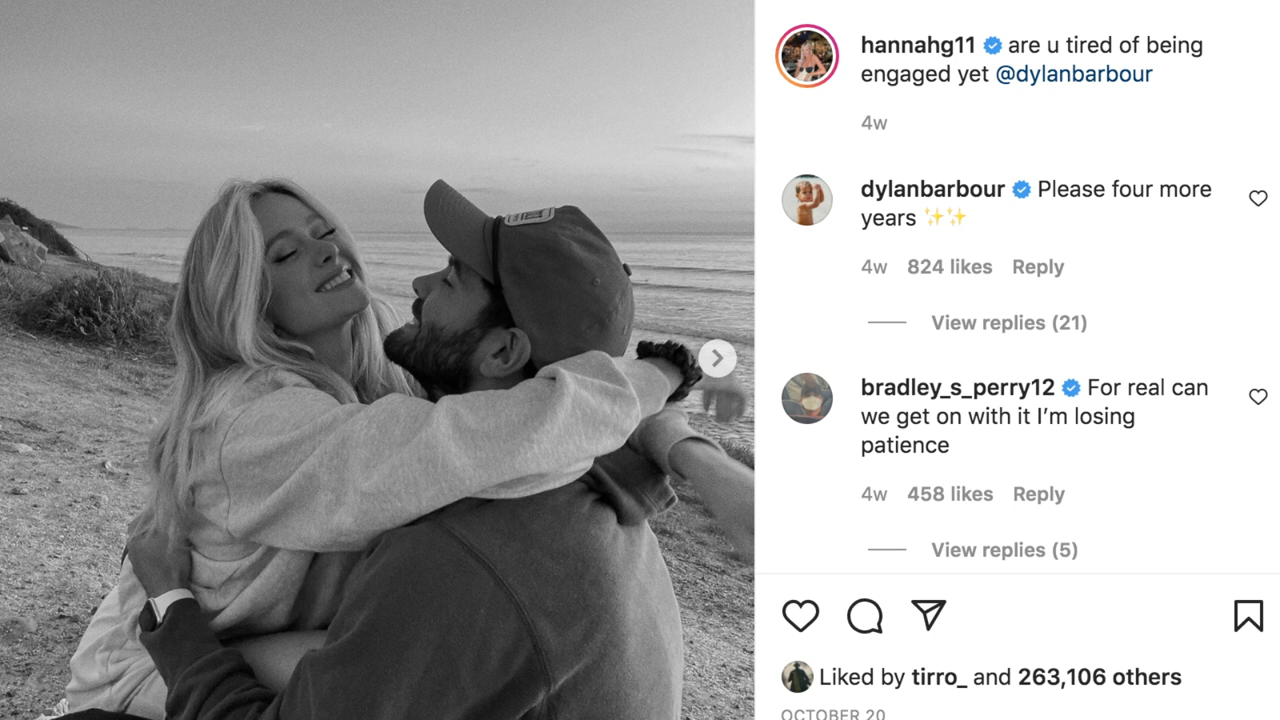 hannahg11 are u tired of being
engaged yet @dylanbarbour
4w
dylanbarbour Please four more
years ✨✨
4w 824 likes Reply
View replies (21)
bradley_s_perry12 For real can
we get on with it I’m losing
patience
4w 458 likes Reply
View replies (5)
Liked by tirro_ and 263,106 others
OCTOBER 20